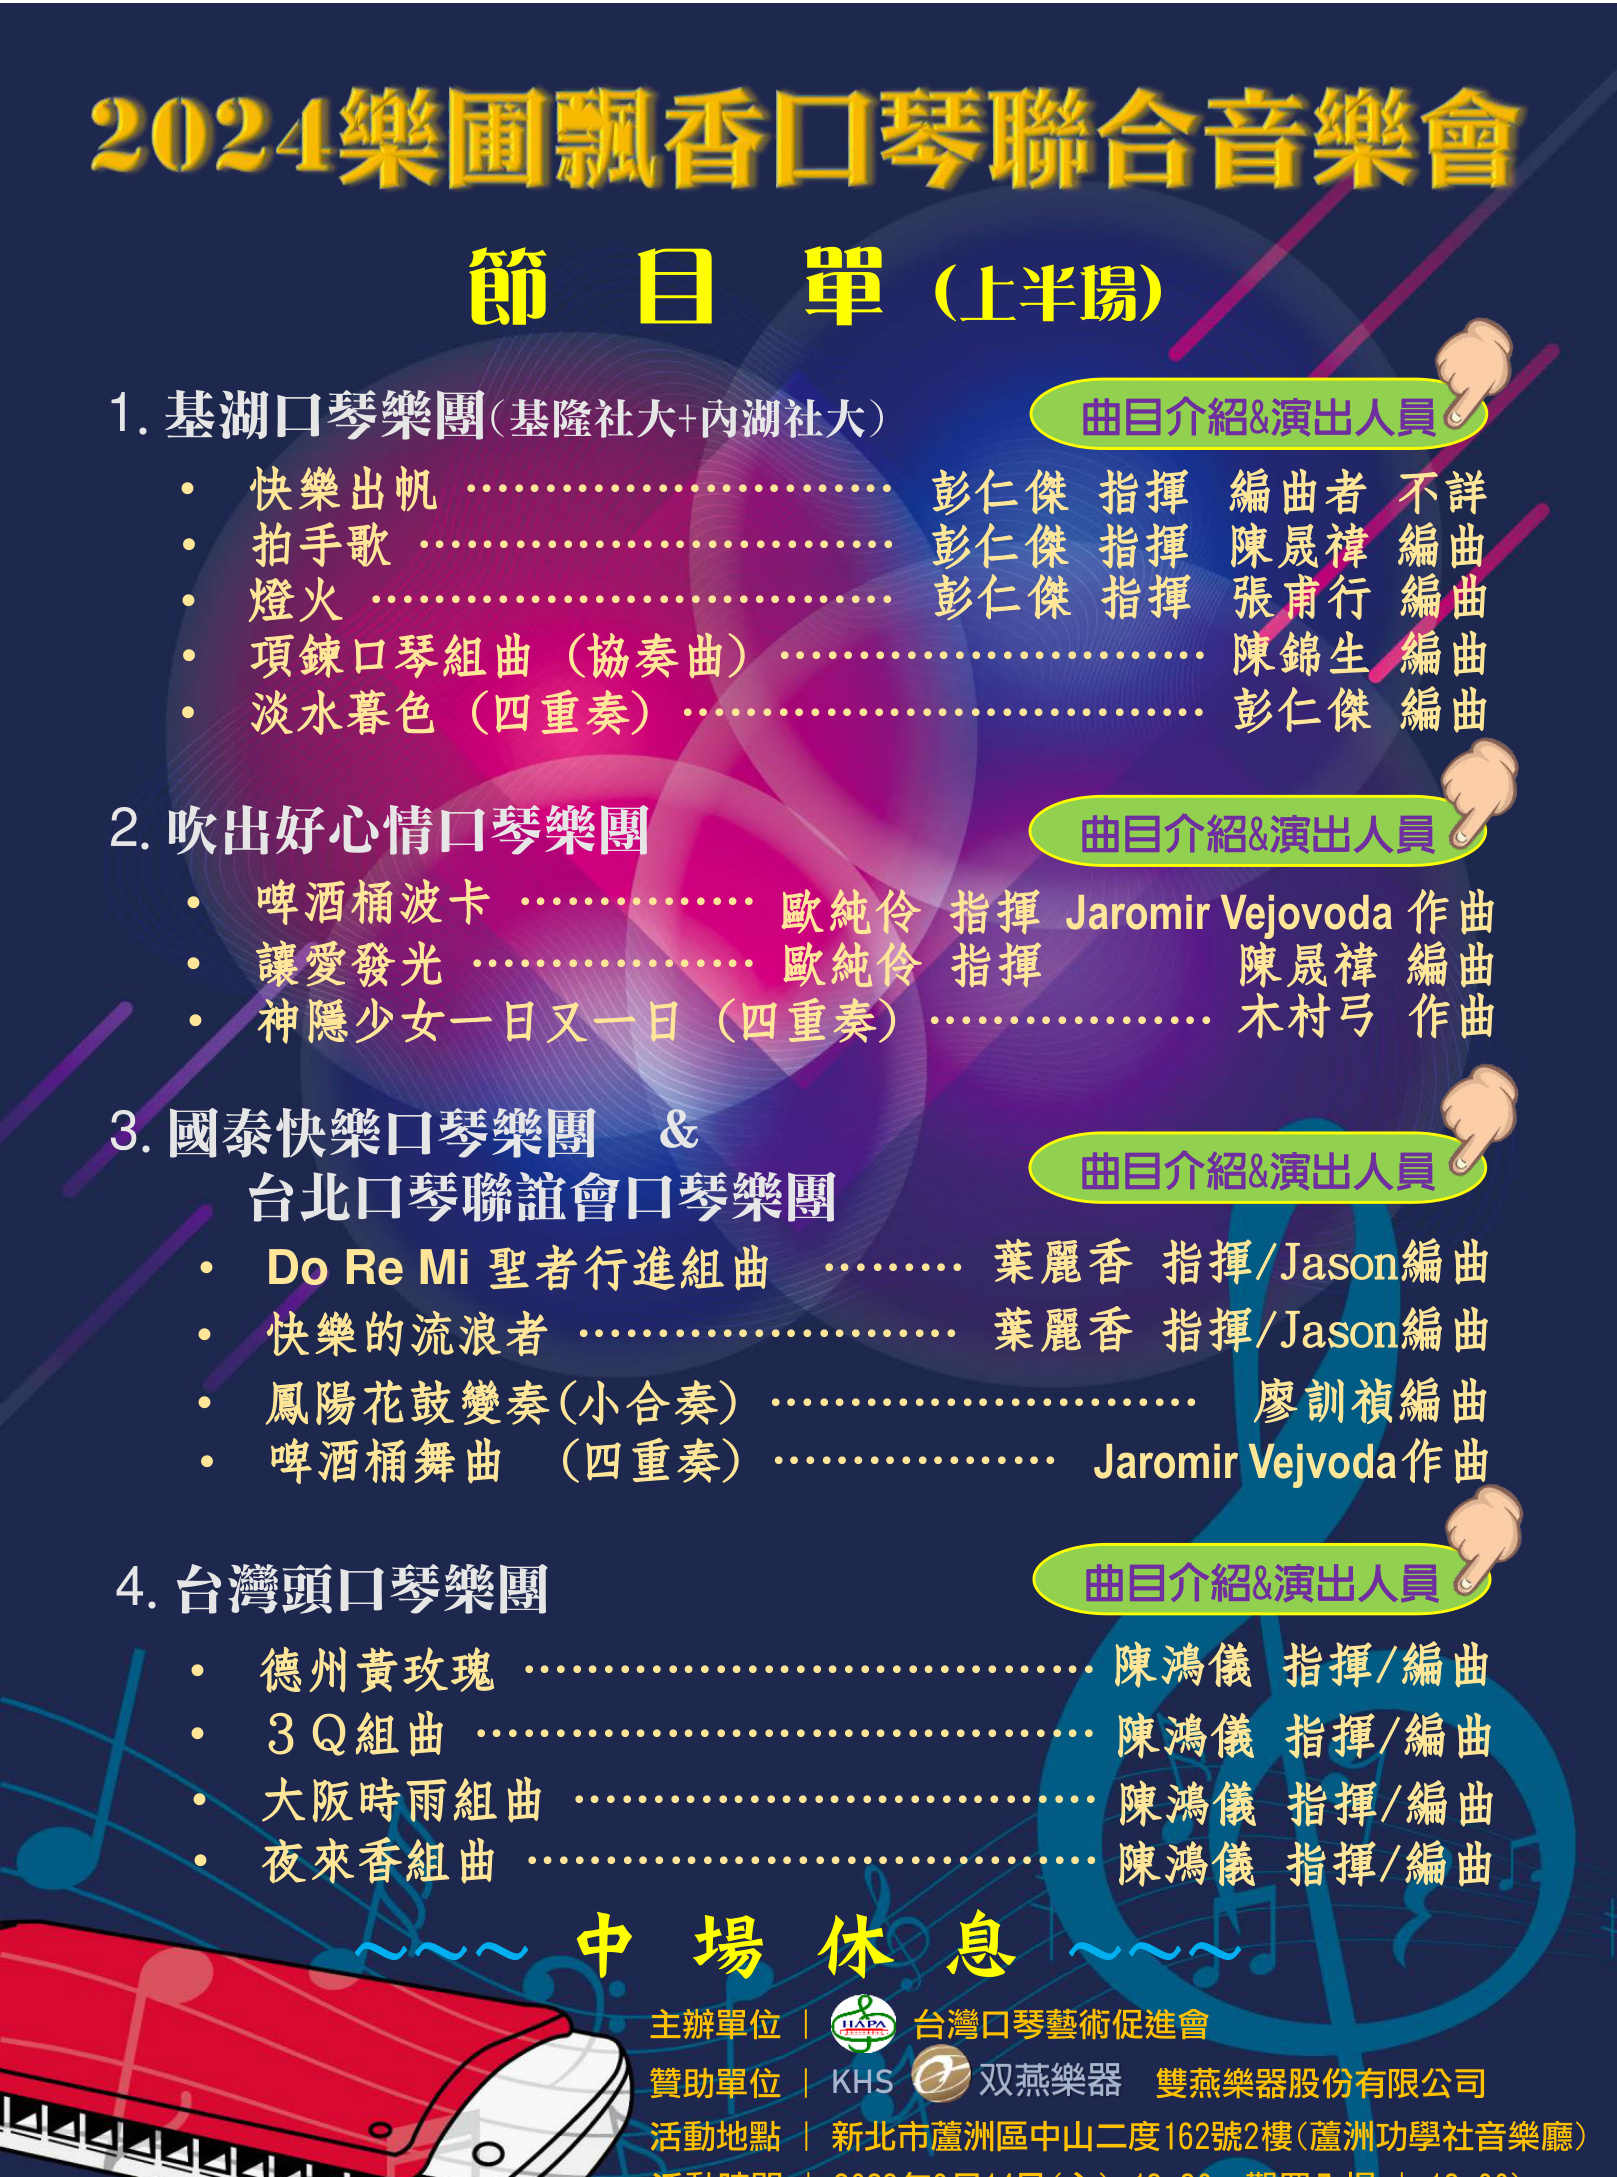 2024樂圃飄香口琴聯合音樂會
節 目 單 (上半場)
1. 基湖口琴樂團(基隆社大+內湖社大) 曲目介紹&演出人員
• 快樂出帆 ………………………… 彭仁傑 指揮 編曲者 不詳
• 拍手歌 ………………………… 彭仁傑 指揮 陳晟禕 編曲
• 燈火 ………………………… 彭仁傑 指揮 張甫行 編曲
• 項鍊口琴組曲 (協奏曲) ………………………… 陳錦生 編曲
• 淡水暮色 (四重奏) ………………………… 彭仁傑 編曲
2. 吹出好心情口琴樂團 曲目介紹&演出人員
• 啤酒桶波卡 …………… 歐純伶 指揮 Jaromir Vejovoda 作曲
• 讓愛發光 ……………… 歐純伶 指揮 陳晟禕 編曲
• 神隱少女一日又一日 (四重奏) ……………… 木村弓 作曲
3. 國泰快樂口琴樂團 &
台北口琴聯誼會口琴樂團 曲目介紹&演出人員
• Do Re Mi 聖者行進組曲 ……… 葉麗香 指揮/Jason編曲
• 快樂的流浪者 …………………… 葉麗香 指揮/Jason編曲
• 鳳陽花鼓變奏(小合奏) ……………………… 廖訓禎編曲
• 啤酒桶舞曲 (四重奏) ……………… Jaromir Vejvoda作曲
4. 台灣頭口琴樂團 曲目介紹&演出人員
• 德州黃玫瑰 ……………………………… 陳鴻儀 指揮/編曲
• 3 Q組曲 ……………………………… 陳鴻儀 指揮/編曲
• 大阪時雨組曲 …………………………… 陳鴻儀 指揮/編曲
• 夜來香組曲 ……………………………… 陳鴻儀 指揮/編曲
~~~ 中 場 休 息 ~~~
主辦單位 | HAPA 台灣口琴藝術促進會
贊助單位 | KHS 双燕樂器 雙燕樂器股份有限公司
活動地點 | 新北市蘆洲區中山二度162號2樓(蘆洲功學社音樂廳)